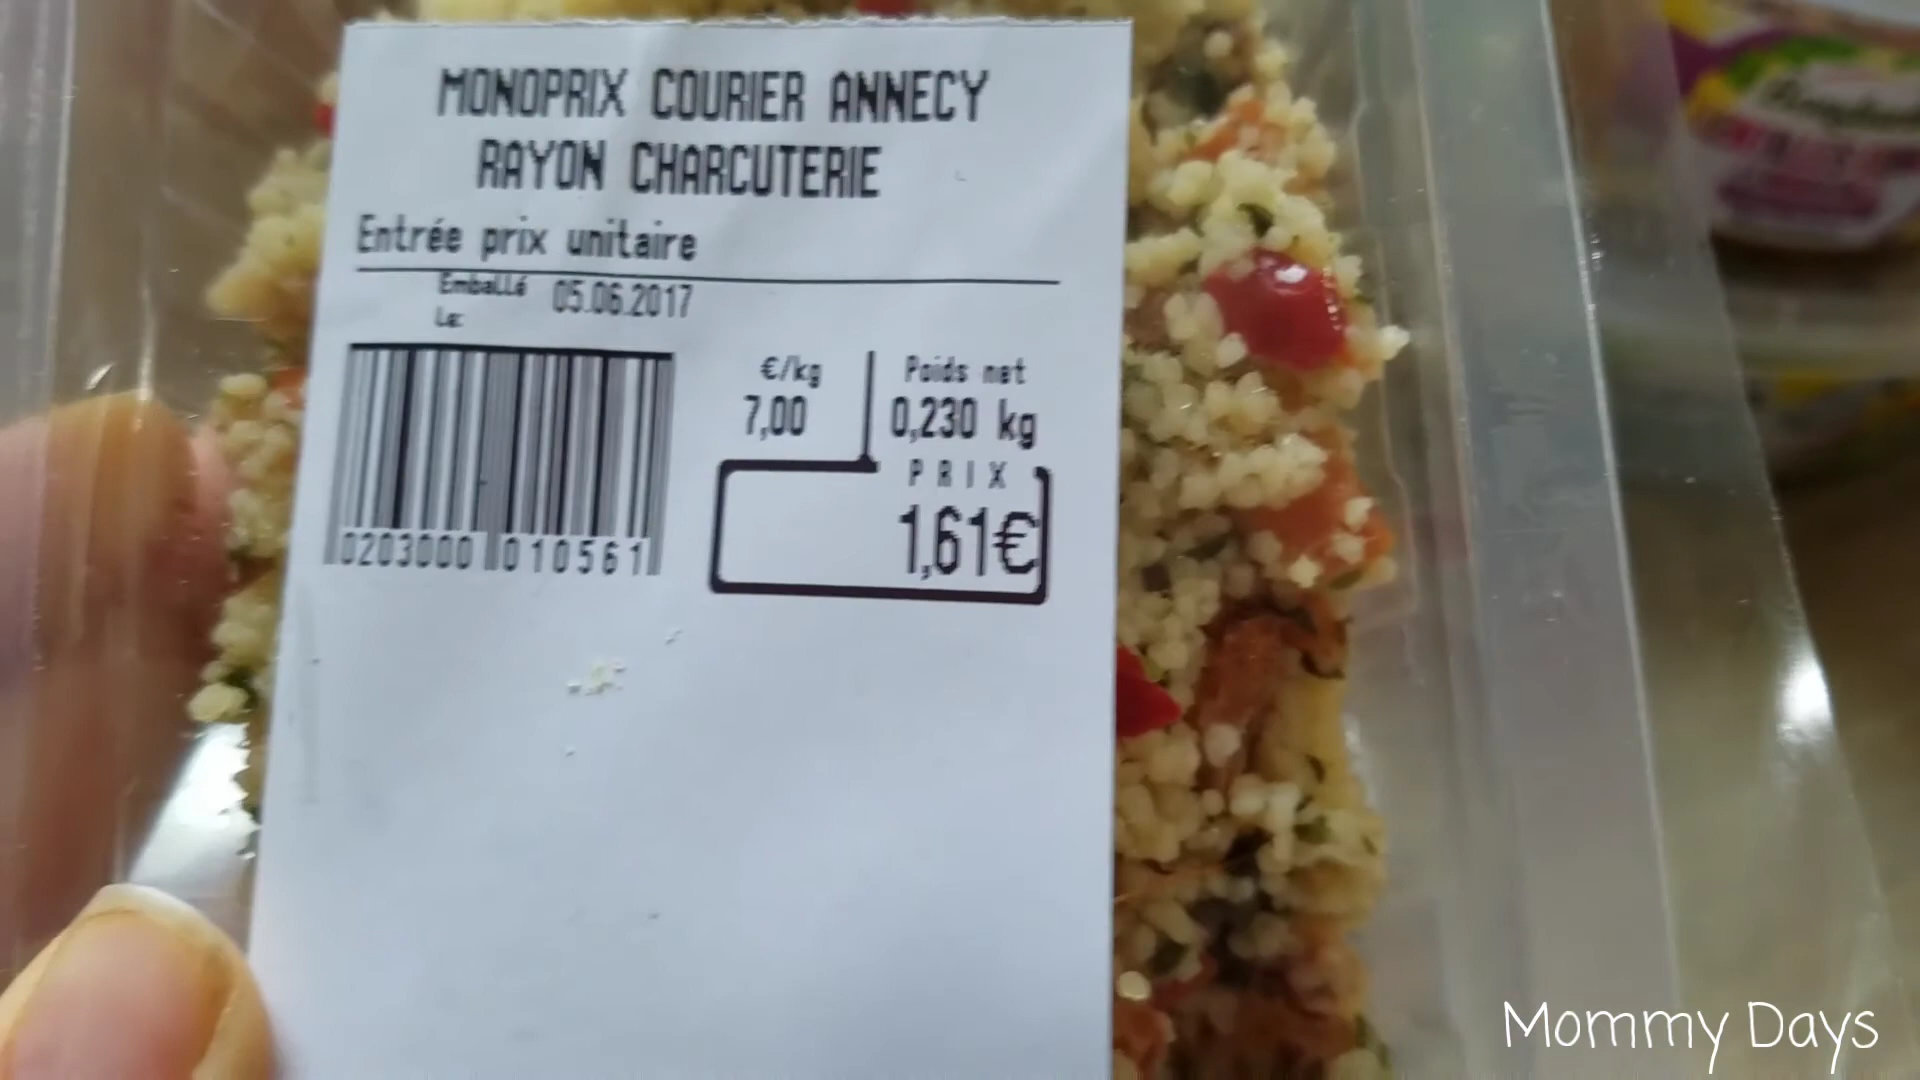 MONOPRIX COURIER ANNECY
RAYON CHARCUTERIE
Entrée prix unitaire
Emballé 05.06.2017
Le:
€/kg
7,00
Poids net
0,230 kg
PRIX
1,61€
0203000 010561
Mommy Days